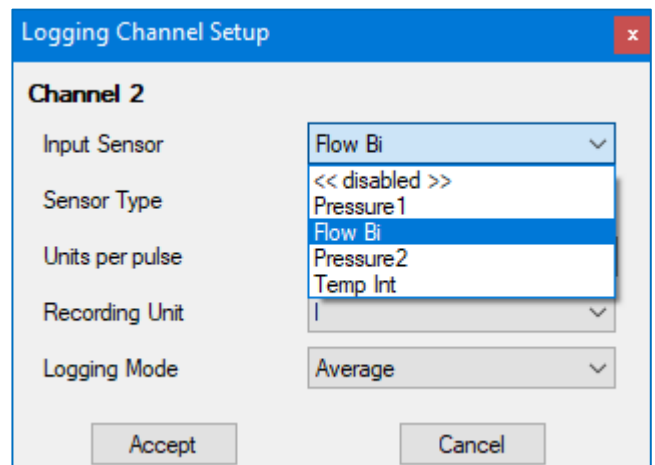 Logging Channel Setup x
Channel 2
Input Sensor Flow Bi
<< disabled >>
Sensor Type
Pressure1
Flow Bi
Units per pulse
Pressure2
Temp Int
Recording Unit l
Logging Mode Average
Accept Cancel